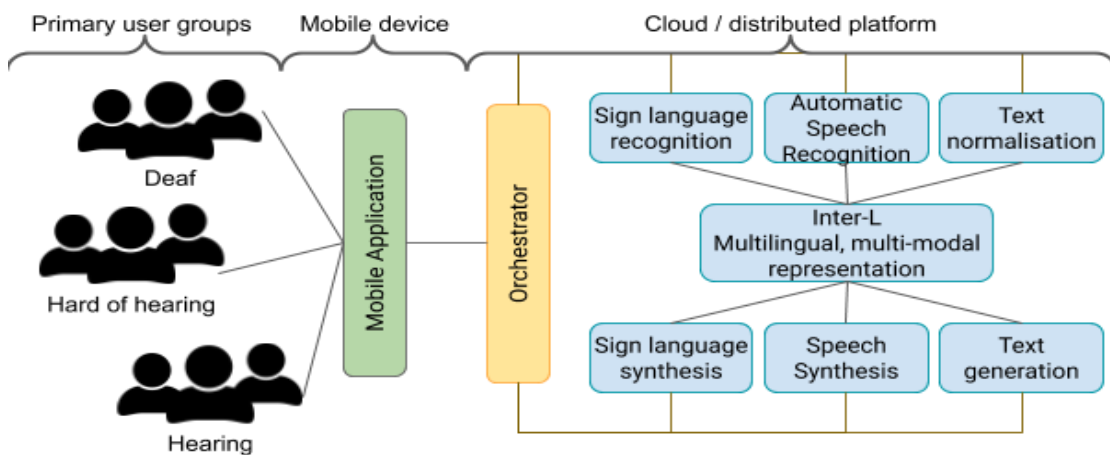 Primary user groups
Mobile device
Cloud / distributed platform
Deaf
Hard of hearing
Hearing
Mobile Application
Orchestrator
Sign language
recognition
Automatic
Speech
Recognition
Text
normalisation
Inter-L
Multilingual, multi-modal
representation
Sign language
synthesis
Speech
Synthesis
Text
generation